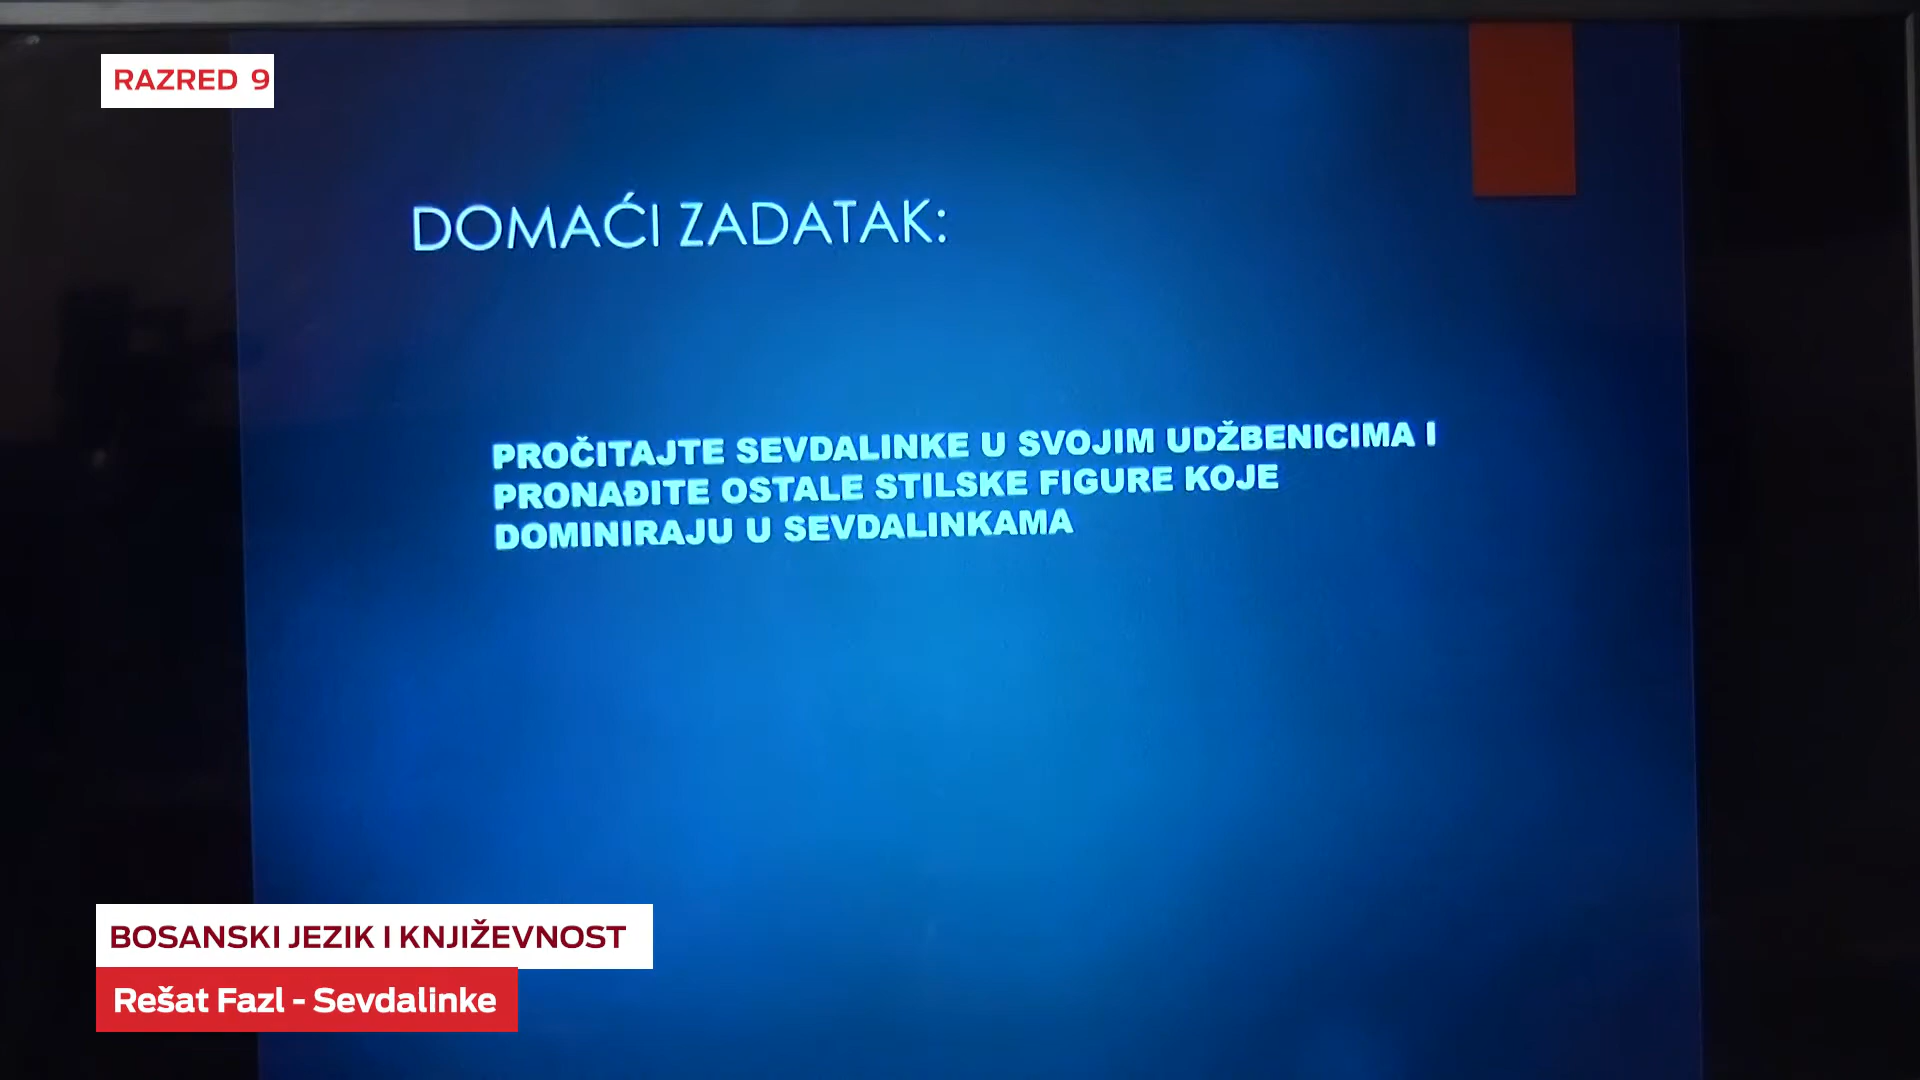 RAZRED 9
DOMAĆI ZADATAK:
PROČITAJTE SEVDALINKE U SVOJIM UDŽBENICIMA I
PRONAĐITE OSTALE STILSKE FIGURE KOJE
DOMINIRAJU U SEVDALINKAMA
BOSANSKI JEZIK I KNJIŽEVNOST
Rešat Fazl - Sevdalinke